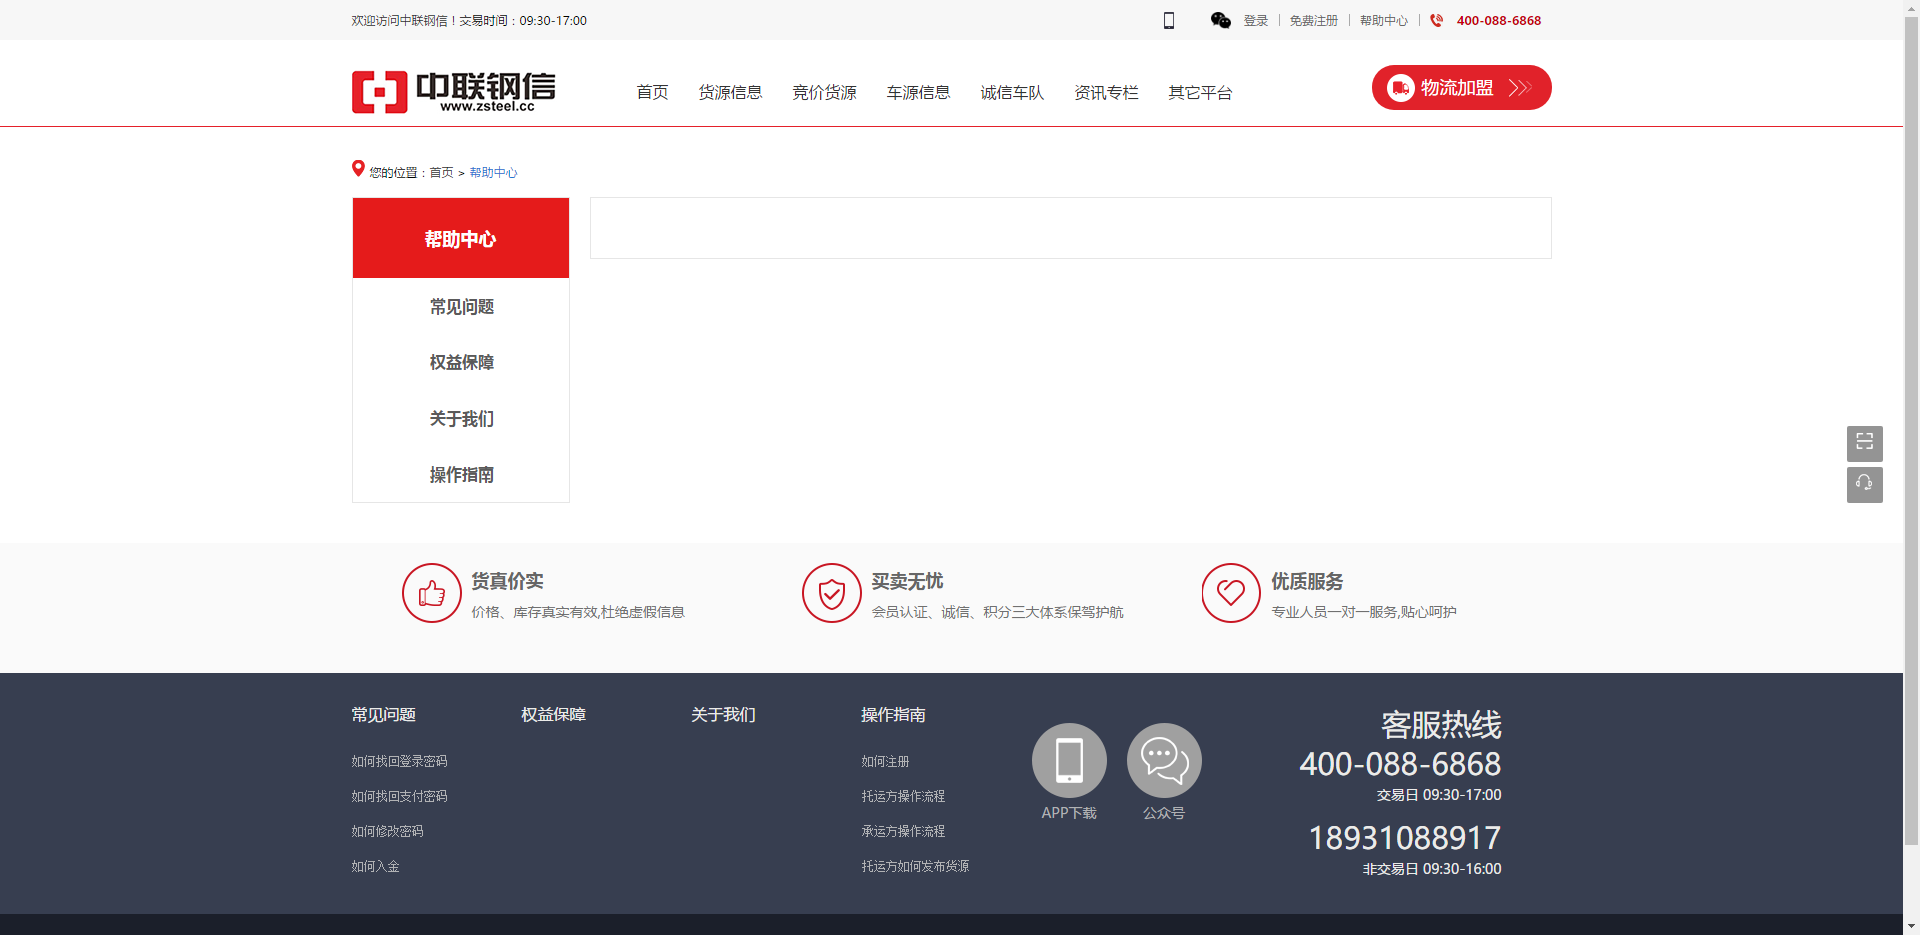 欢迎访问中联钢信！交易时间：09:30-17:00
登录 免费注册 帮助中心 400-088-6868
中联钢信
www.zsteel.cc
首页 货源信息 竞价货源 车源信息 诚信车队 资讯专栏 其它平台
物流加盟
您的位置：首页 > 帮助中心
帮助中心
常见问题
权益保障
关于我们
操作指南
货真价实
价格、库存真实有效,杜绝虚假信息
买卖无忧
会员认证、诚信、积分三大体系保驾护航
优质服务
专业人员一对一服务,贴心呵护
常见问题
如何找回登录密码
如何找回支付密码
如何修改密码
如何入金
权益保障
关于我们
操作指南
如何注册
托运方操作流程
承运方操作流程
托运方如何发布货源
APP下载
公众号
客服热线
400-088-6868
交易日 09:30-17:00
18931088917
非交易日 09:30-16:00